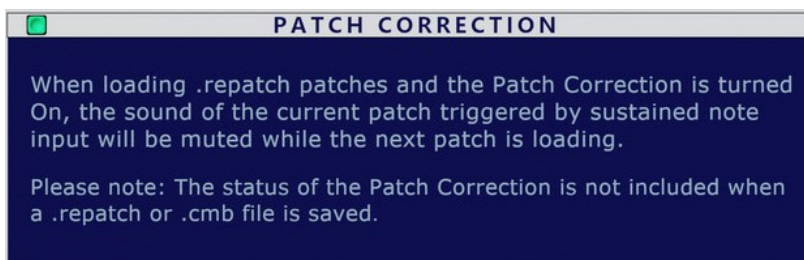 PATCH CORRECTION
When loading .repatch patches and the Patch Correction is turned
On, the sound of the current patch triggered by sustained note
input will be muted while the next patch is loading.
Please note: The status of the Patch Correction is not included when
a .repatch or .cmb file is saved.